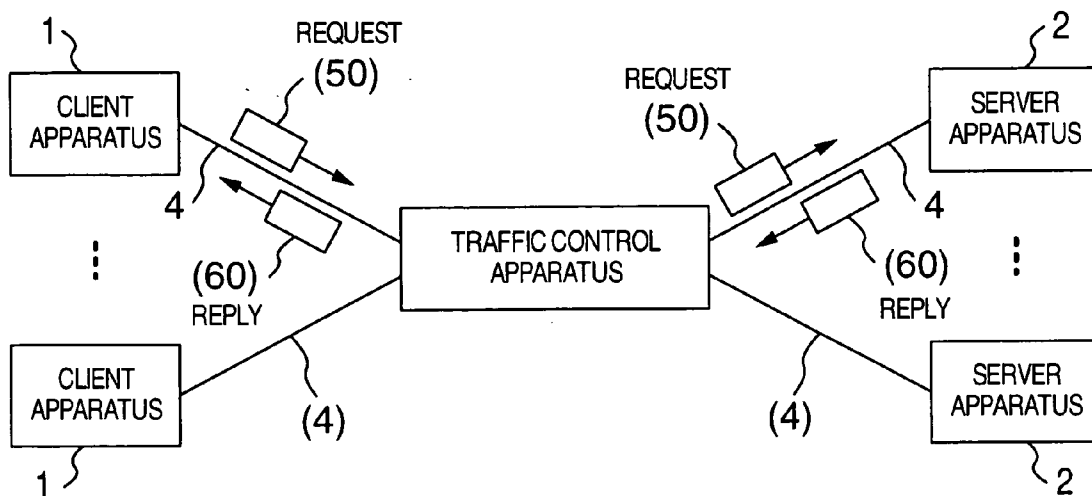 1
REQUEST
(50)
CLIENT
APPARATUS
4
(60)
REPLY
2
REQUEST
(50)
SERVER
APPARATUS
4
(60)
REPLY
TRAFFIC CONTROL
APPARATUS
CLIENT
APPARATUS
1
(4)
(4)
SERVER
APPARATUS
2